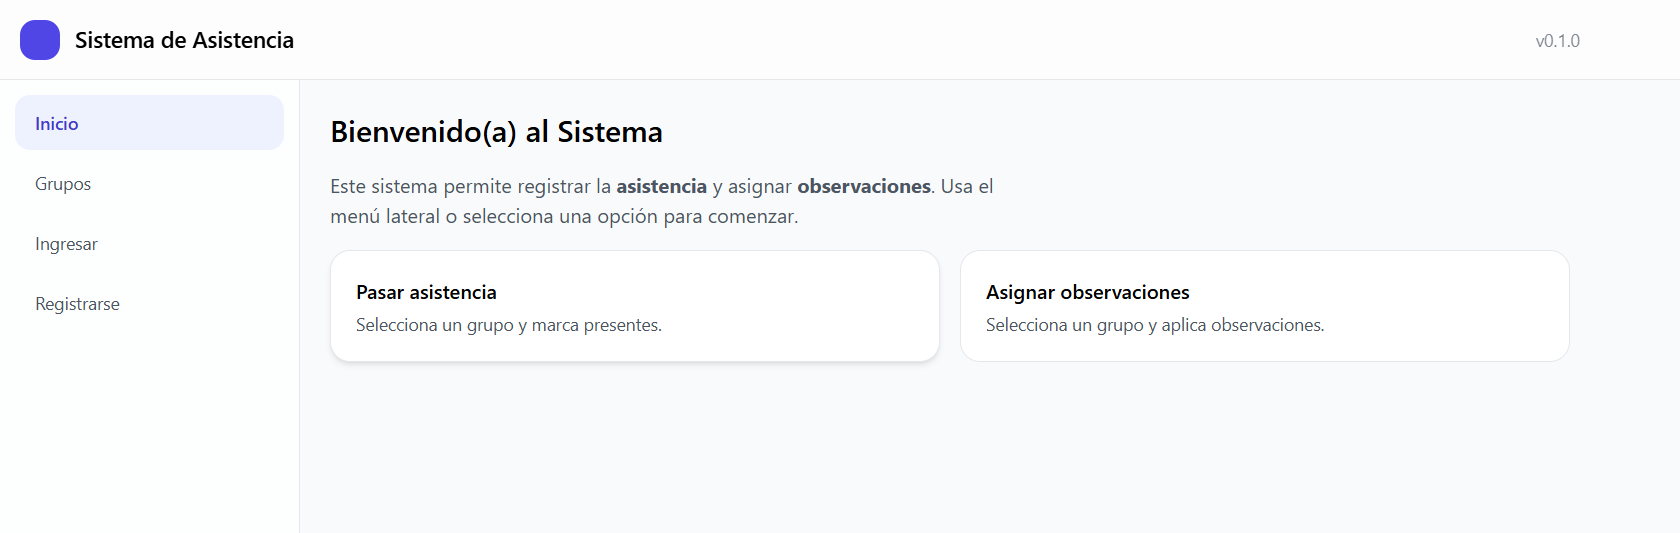 Sistema de Asistencia
v0.1.0
Inicio
Grupos
Ingresar
Registrarse
Bienvenido(a) al Sistema
Este sistema permite registrar la asistencia y asignar observaciones. Usa el
menú lateral o selecciona una opción para comenzar.
Pasar asistencia
Selecciona un grupo y marca presentes.
Asignar observaciones
Selecciona un grupo y aplica observaciones.